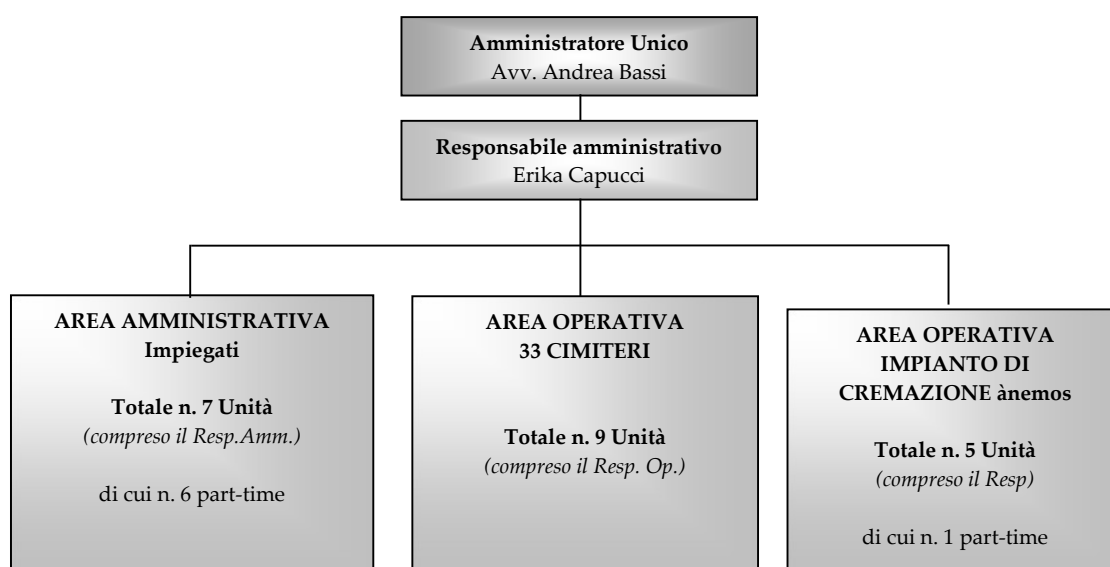 Amministratore Unico
Avv. Andrea Bassi
Responsabile amministrativo
Erika Capucci
AREA AMMINISTRATIVA
Impiegati
Totale n. 7 Unità
(compreso il Resp.Amm.)
di cui n. 6 part-time
AREA OPERATIVA
33 CIMITERI
Totale n. 9 Unità
(compreso il Resp. Op.)
AREA OPERATIVA
IMPIANTO DI
CREMAZIONE ànemos
Totale n. 5 Unità
(compreso il Resp)
di cui n. 1 part-time